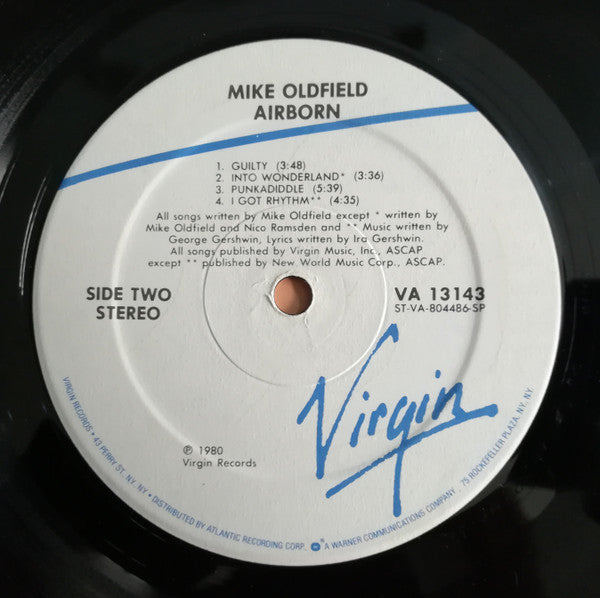 MIKE OLDFIELD
AIRBORN
1. GUILTY (3:48)
2. INTO WONDERLAND* (3:36)
3. PUNKADIDDLE (5:39)
4. I GOT RHYTHM** (4:35)
All songs written by Mike Oldfield except * written by
Mike Oldfield and Nico Ramsden and ** Music written by
George Gershwin, Lyrics written by Ira Gershwin.
All songs published by Virgin Music, Inc., ASCAP
except ** published by New World Music Corp., ASCAP.
SIDE TWO
STEREO
VA 13143
ST-VA-804486-SP
Virgin
℗ 1980
Virgin Records
VIRGIN RECORDS • 43 PERRY ST. NY. NY • DISTRIBUTED BY ATLANTIC RECORDING CORP. ® A WARNER COMMUNICATIONS COMPANY. 75 ROCKEFELLER PLAZA, NY. NY.